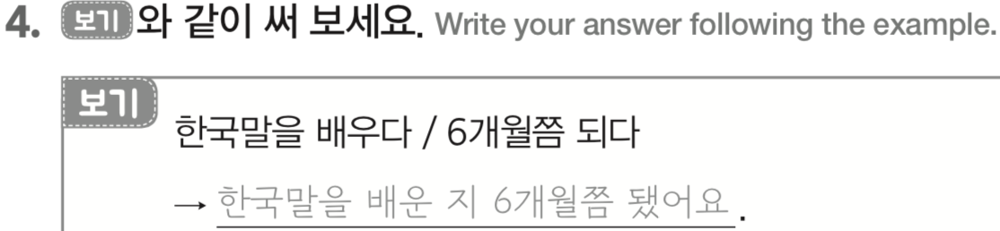 4. 보기와 같이 써 보세요. Write your answer following the example.
보기
한국말을 배우다 / 6개월쯤 되다
→ 한국말을 배운 지 6개월쯤 됐어요.